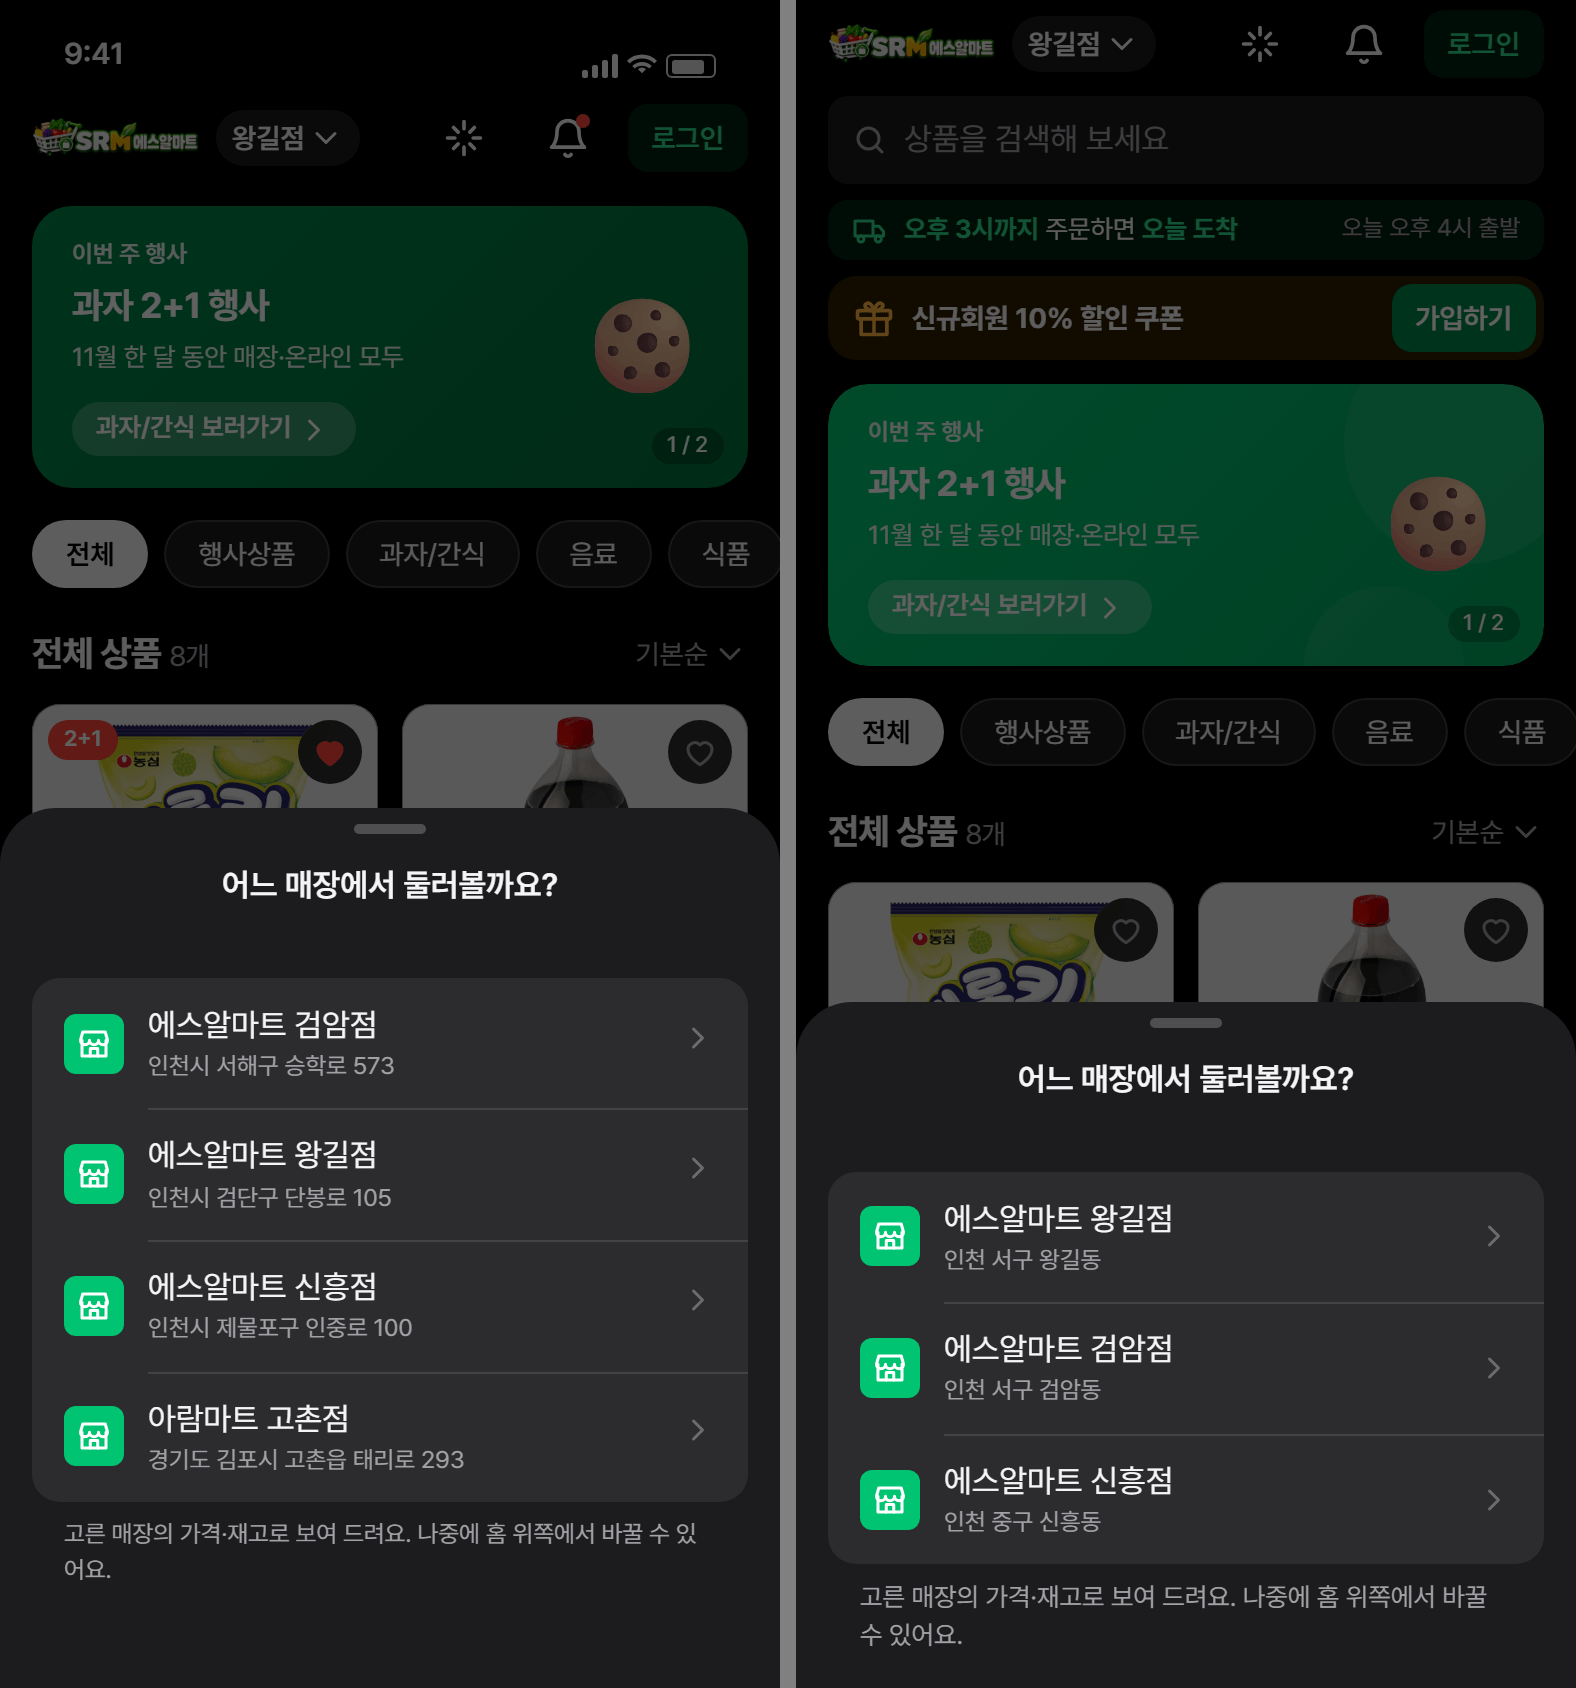 9:41
SRM 에스알마트
왕길점
로그인
이번 주 행사
과자 2+1 행사
11월 한 달 동안 매장·온라인 모두
과자/간식 보러가기
1 / 2
전체
행사상품
과자/간식
음료
식품
전체 상품 8개
기본순
2+1
농심
어느 매장에서 둘러볼까요?
에스알마트 검암점
인천시 서해구 승학로 573
에스알마트 왕길점
인천시 검단구 단봉로 105
에스알마트 신흥점
인천시 제물포구 인중로 100
아람마트 고촌점
경기도 김포시 고촌읍 태리로 293
고른 매장의 가격·재고로 보여 드려요. 나중에 홈 위쪽에서 바꿀 수 있
어요.
SRM 에스알마트
왕길점
로그인
상품을 검색해 보세요
오후 3시까지 주문하면 오늘 도착
오늘 오후 4시 출발
신규회원 10% 할인 쿠폰
가입하기
이번 주 행사
과자 2+1 행사
11월 한 달 동안 매장·온라인 모두
과자/간식 보러가기
1 / 2
전체
행사상품
과자/간식
음료
식품
전체 상품 8개
기본순
농심
어느 매장에서 둘러볼까요?
에스알마트 왕길점
인천 서구 왕길동
에스알마트 검암점
인천 서구 검암동
에스알마트 신흥점
인천 중구 신흥동
고른 매장의 가격·재고로 보여 드려요. 나중에 홈 위쪽에서 바꿀
수 있어요.